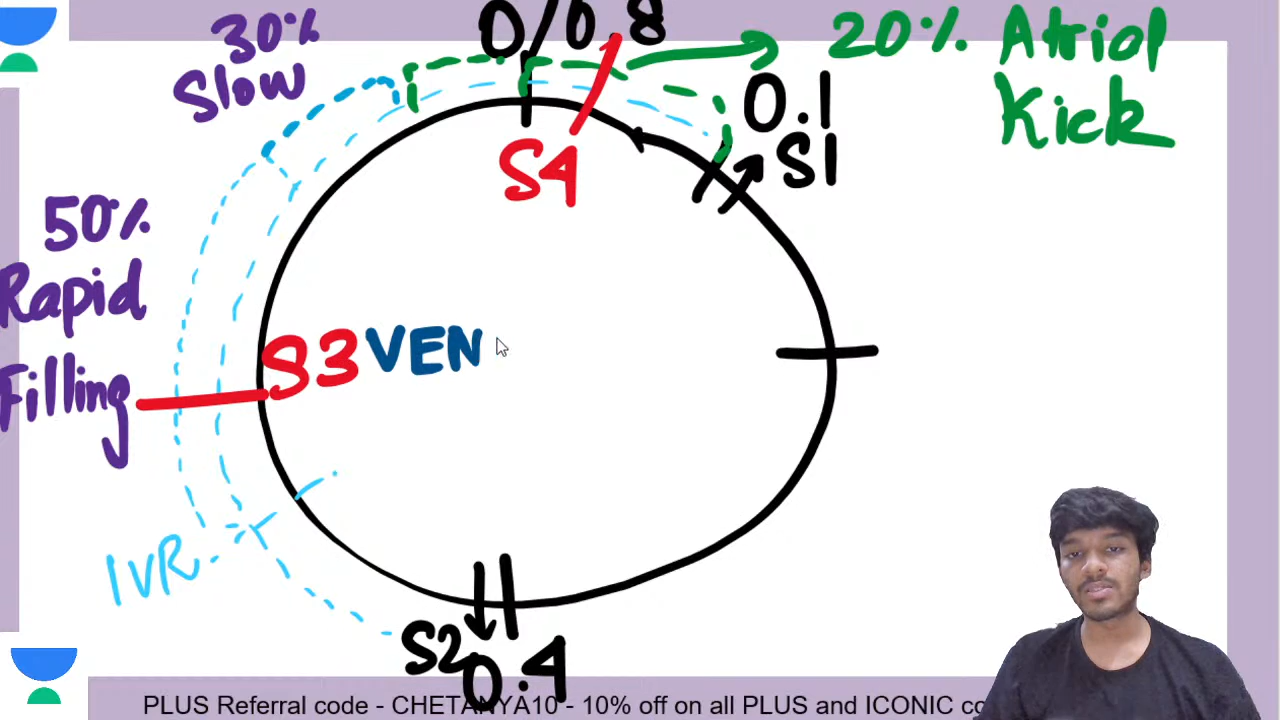 30%
Slow
0/0.8
20% Atrial
Kick
0.1
S1
S4
50%
Rapid
Filling
S3 VEN
IVR
S2
0.4
PLUS Referral code - CHETANYA10 - 10% off on all PLUS and ICONIC co